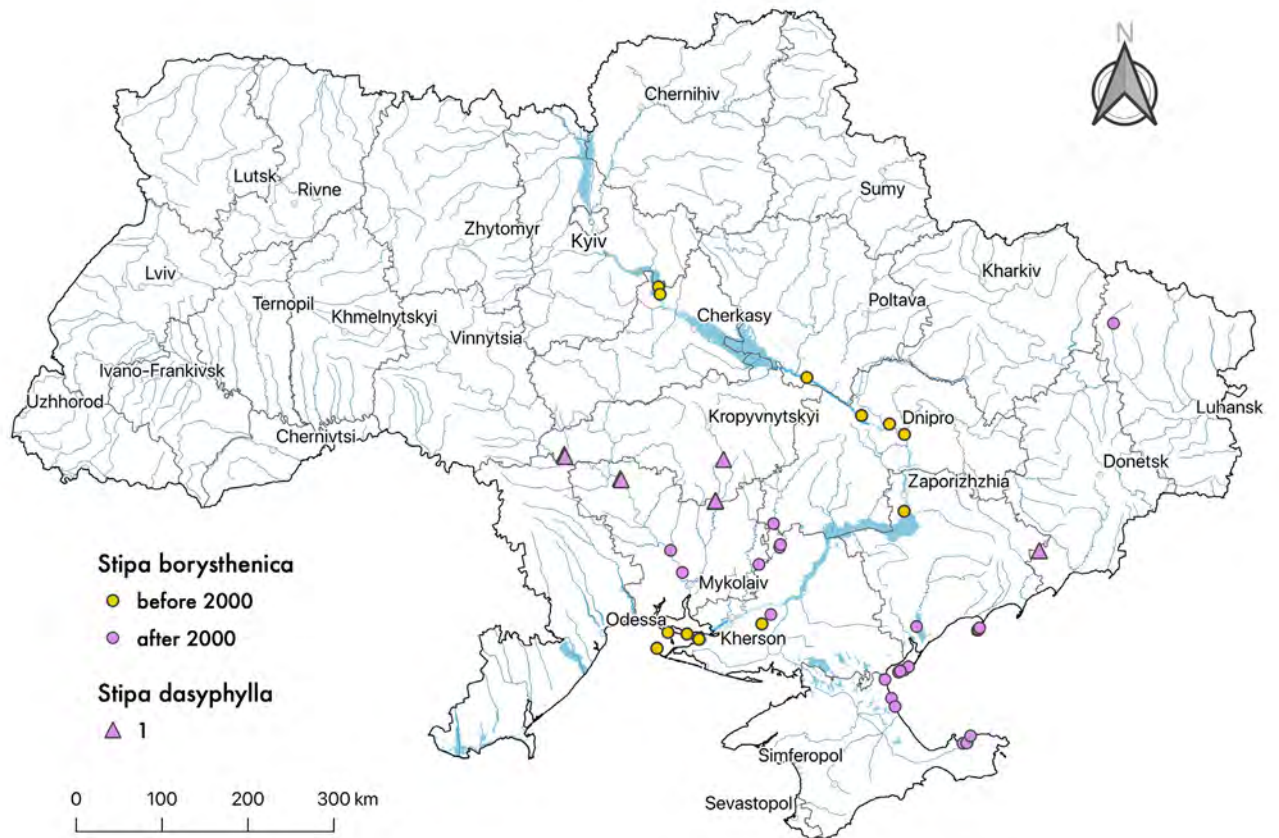 N
Chernihiv
Lutsk
Rivne
Sumy
Zhytomyr
Kyiv
Lviv
Kharkiv
Ternopil
Khmelnytskyi
Cherkasy
Poltava
Vinnytsia
Ivano-Frankivsk
Uzhhorod
Luhansk
Kropyvnytskyi
Dnipro
Chernivtsi
Donetsk
Zaporizhzhia
Stipa borysthenica
before 2000
after 2000
Mykolaiv
Odessa
Kherson
Stipa dasyphylla
1
Simferopol
Sevastopol
0 100 200 300 km